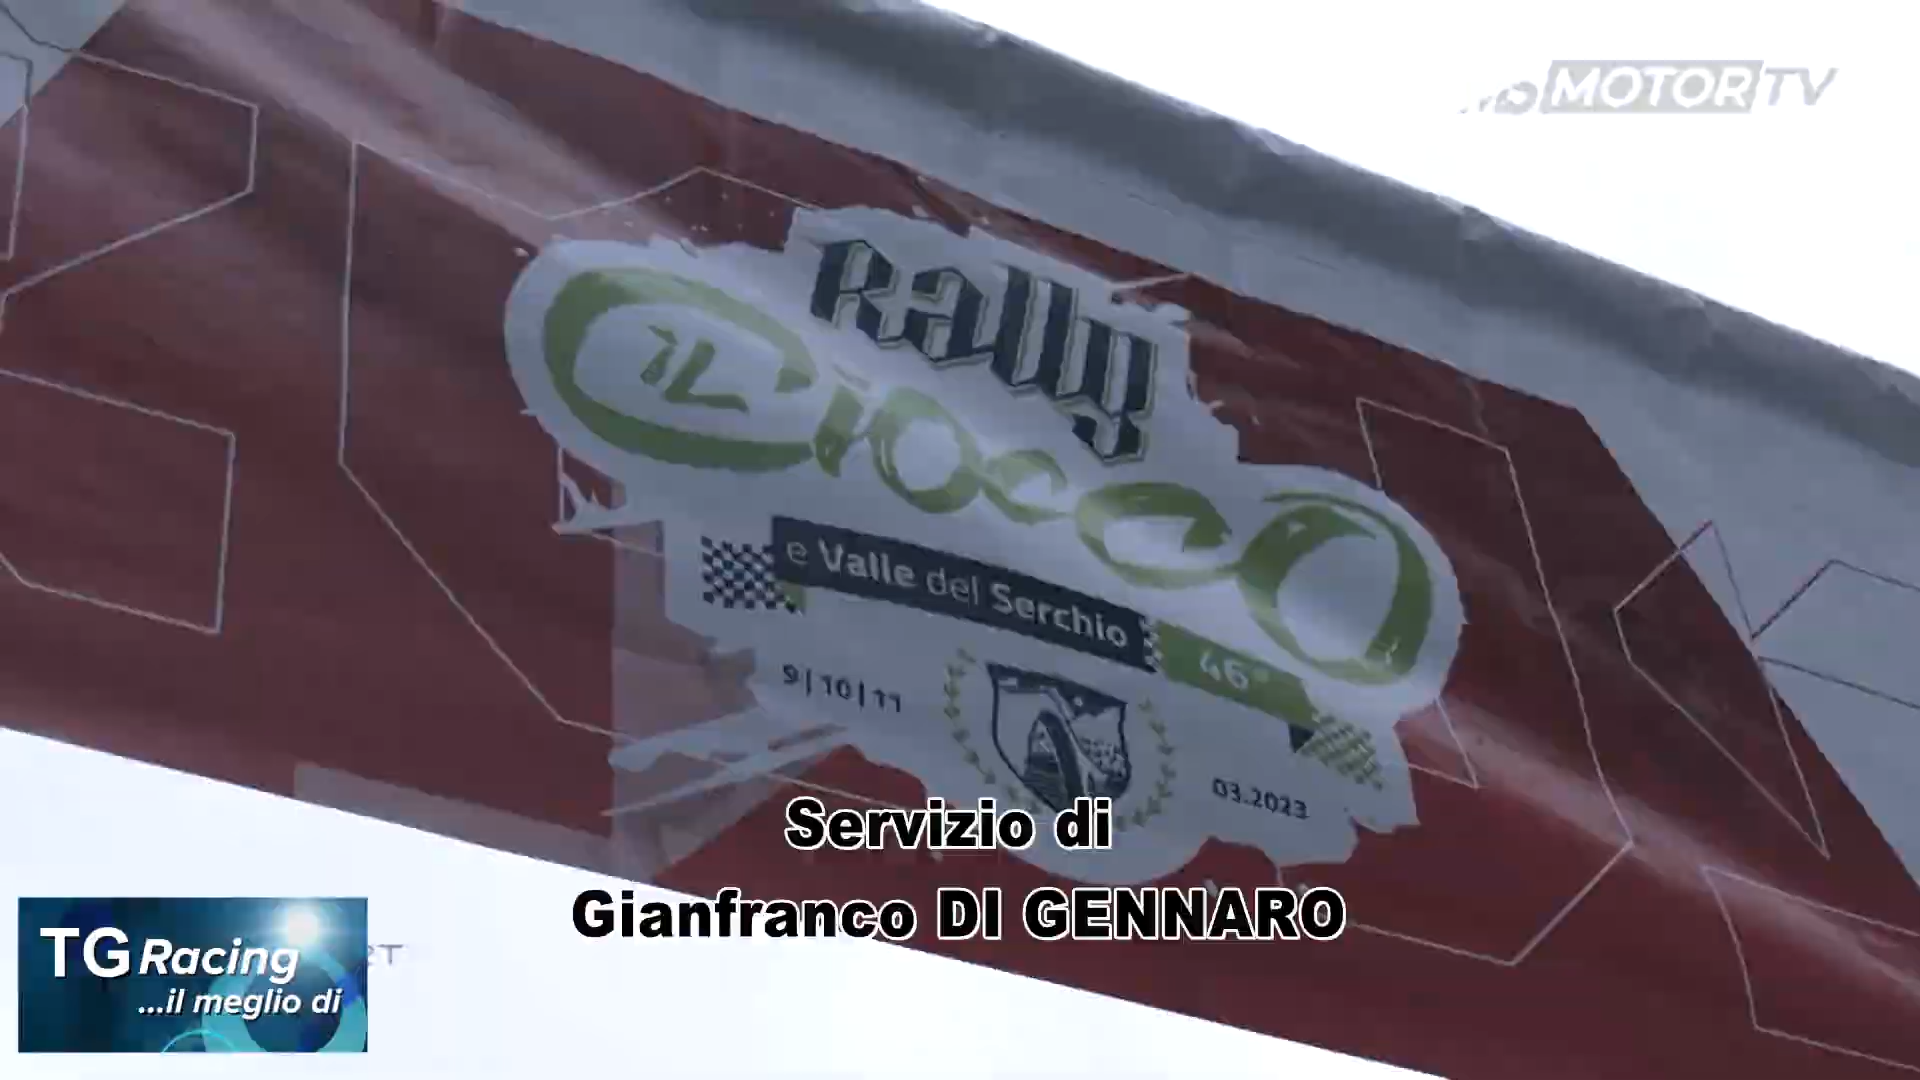 MOTORTV
Rally
iL Ciocco
e Valle del Serchio
46°
9|10|11
03.2023
Servizio di
Gianfranco DI GENNARO
TG Racing
...il meglio di